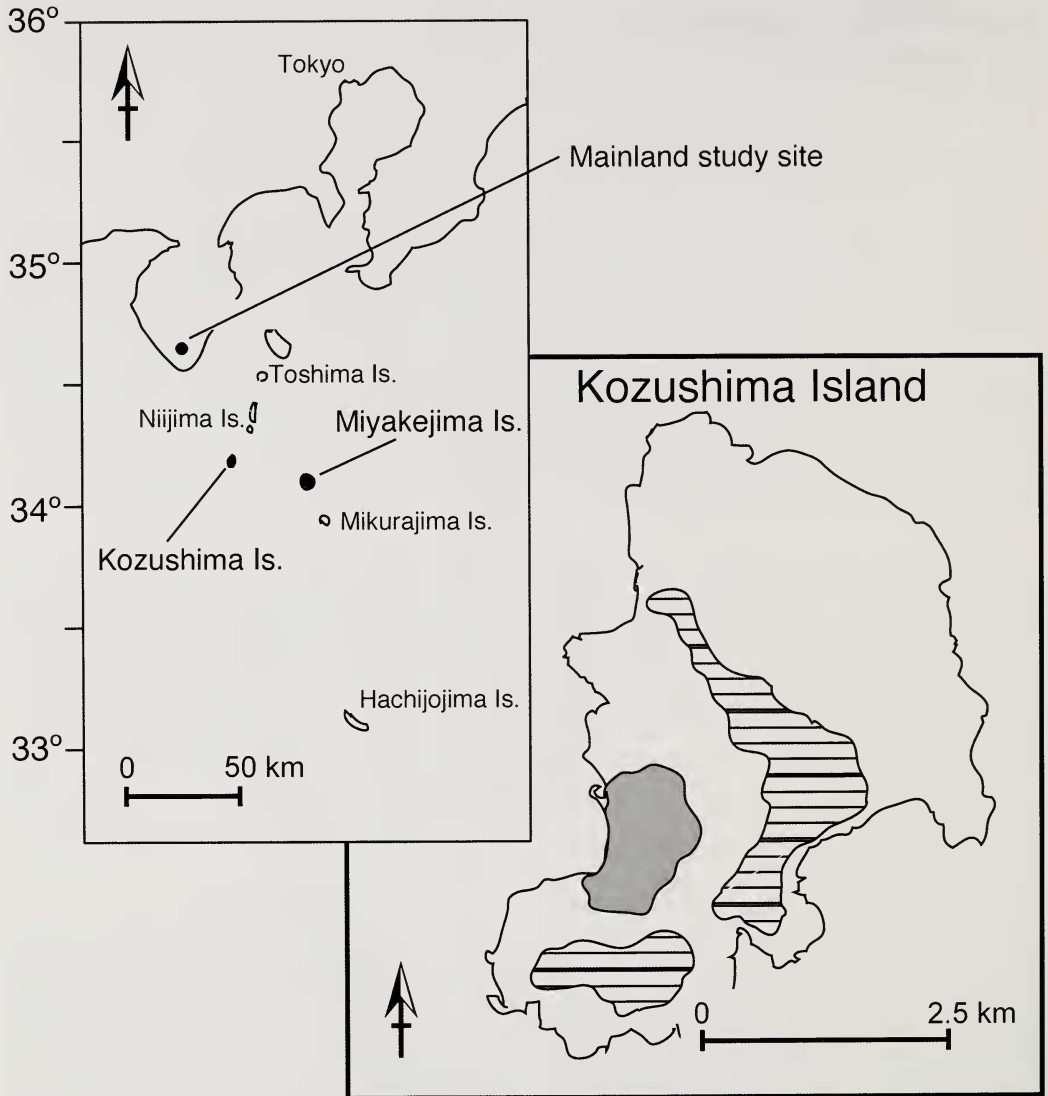 36°
Tokyo
Mainland study site
35°
Toshima Is.
Niijima Is.
Miyakejima Is.
34°
Mikurajima Is.
Kozushima Is.
Hachijojima Is.
33°
0 50 km
Kozushima Island
0 2.5 km